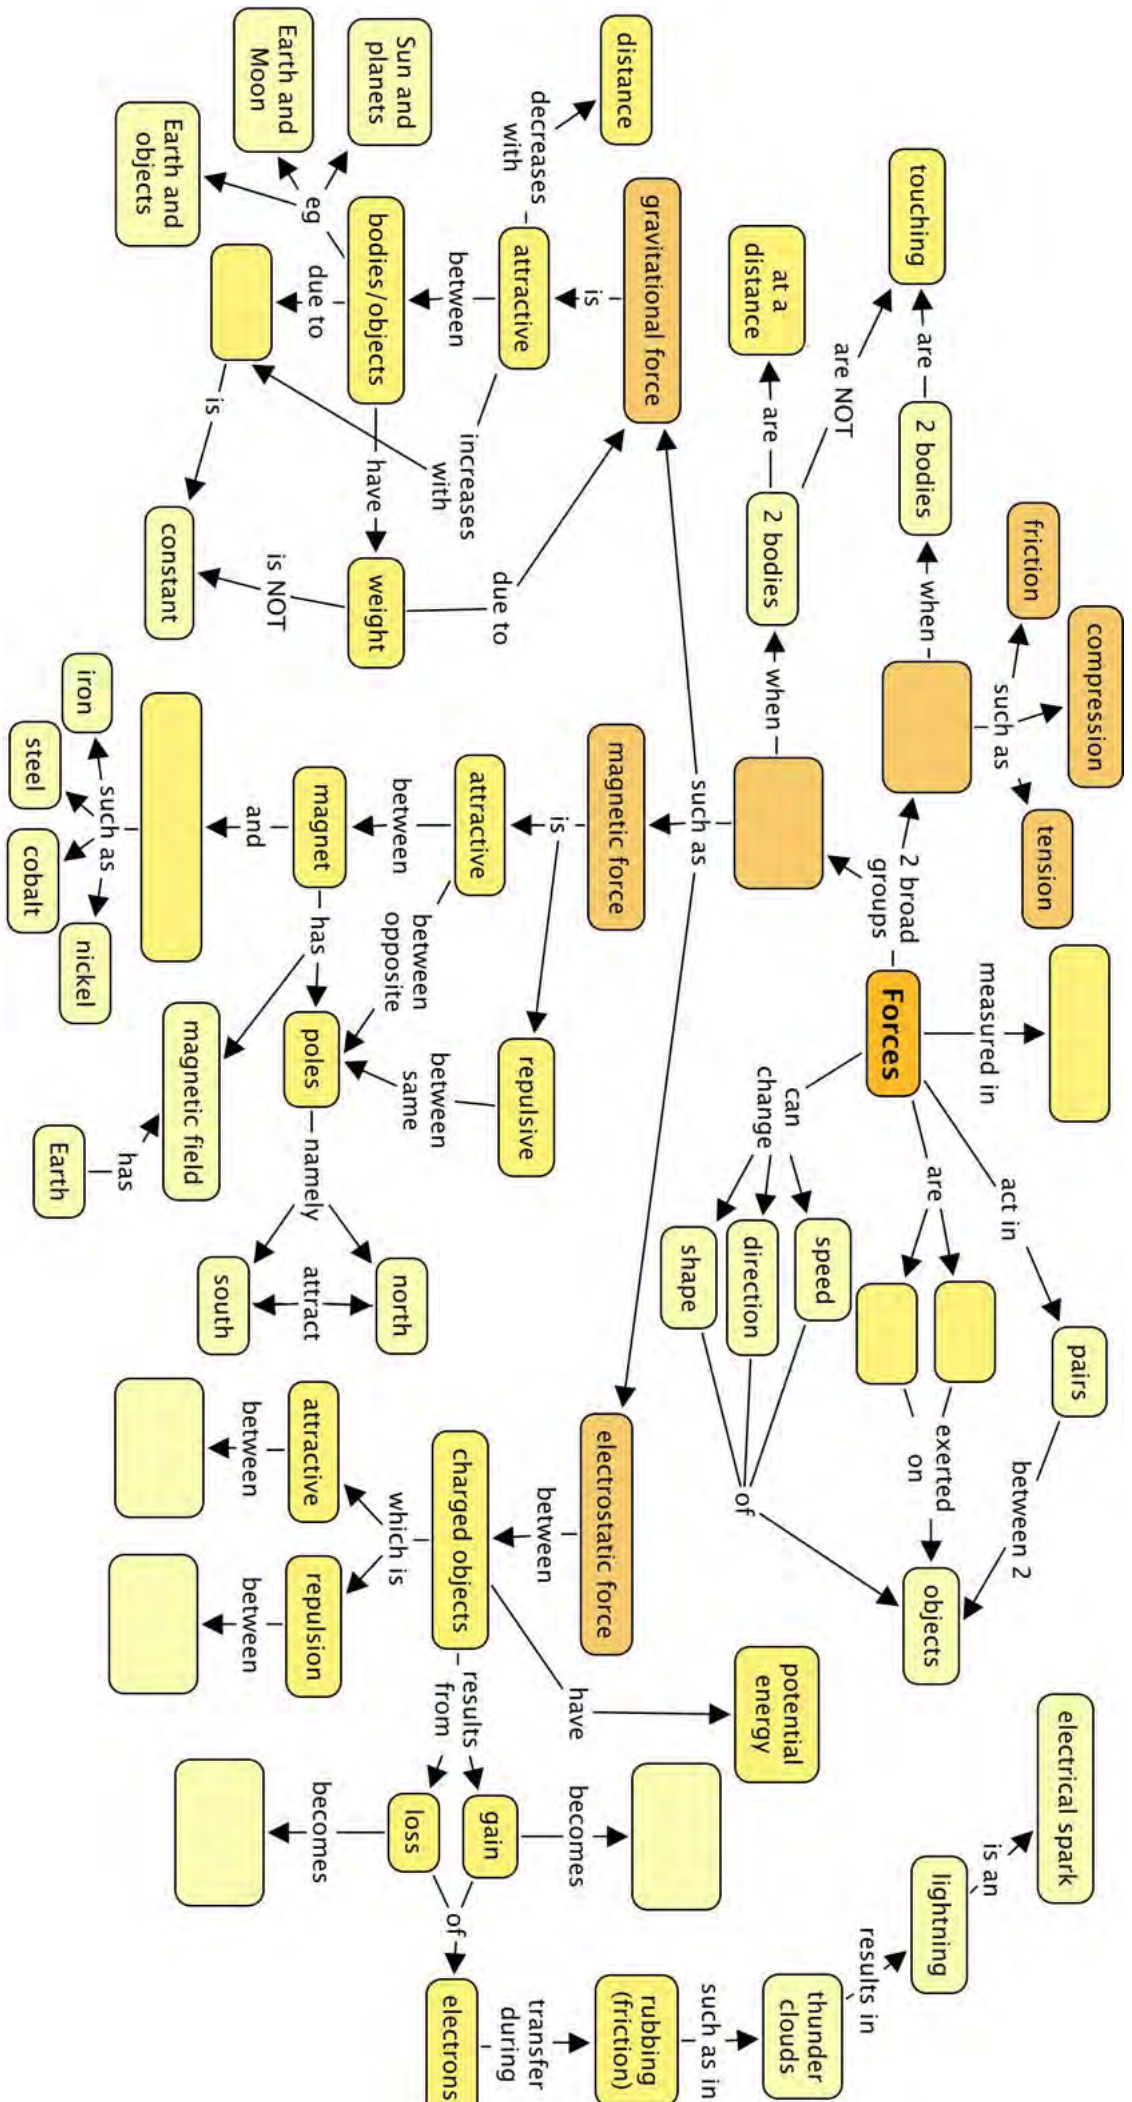 electrical spark
is an
lightning
results in
thunder
clouds
such as in
rubbing
(friction)
transfer
during
electrons
pairs
act in
between 2
objects
measured in
are
exerted
on
Forces
can
change
speed
direction
shape
of
2 broad
groups
compression
friction
tension
such as
when
2 bodies
are
touching
are NOT
when
2 bodies
are
at a
distance
such as
gravitational force
is
attractive
decreases
with
distance
between
increases
with
bodies/objects
eg
Sun and
planets
Earth and
Moon
Earth and
objects
due to
have
weight
due to
is
is NOT
constant
magnetic force
is
attractive
repulsive
between
between
opposite
between
same
magnet
has
poles
namely
north
attract
south
and
such as
iron
steel
cobalt
nickel
magnetic field
has
Earth
electrostatic force
between
charged objects
have
potential
energy
which is
attractive
between
repulsion
between
results
from
gain
loss
becomes
becomes
of